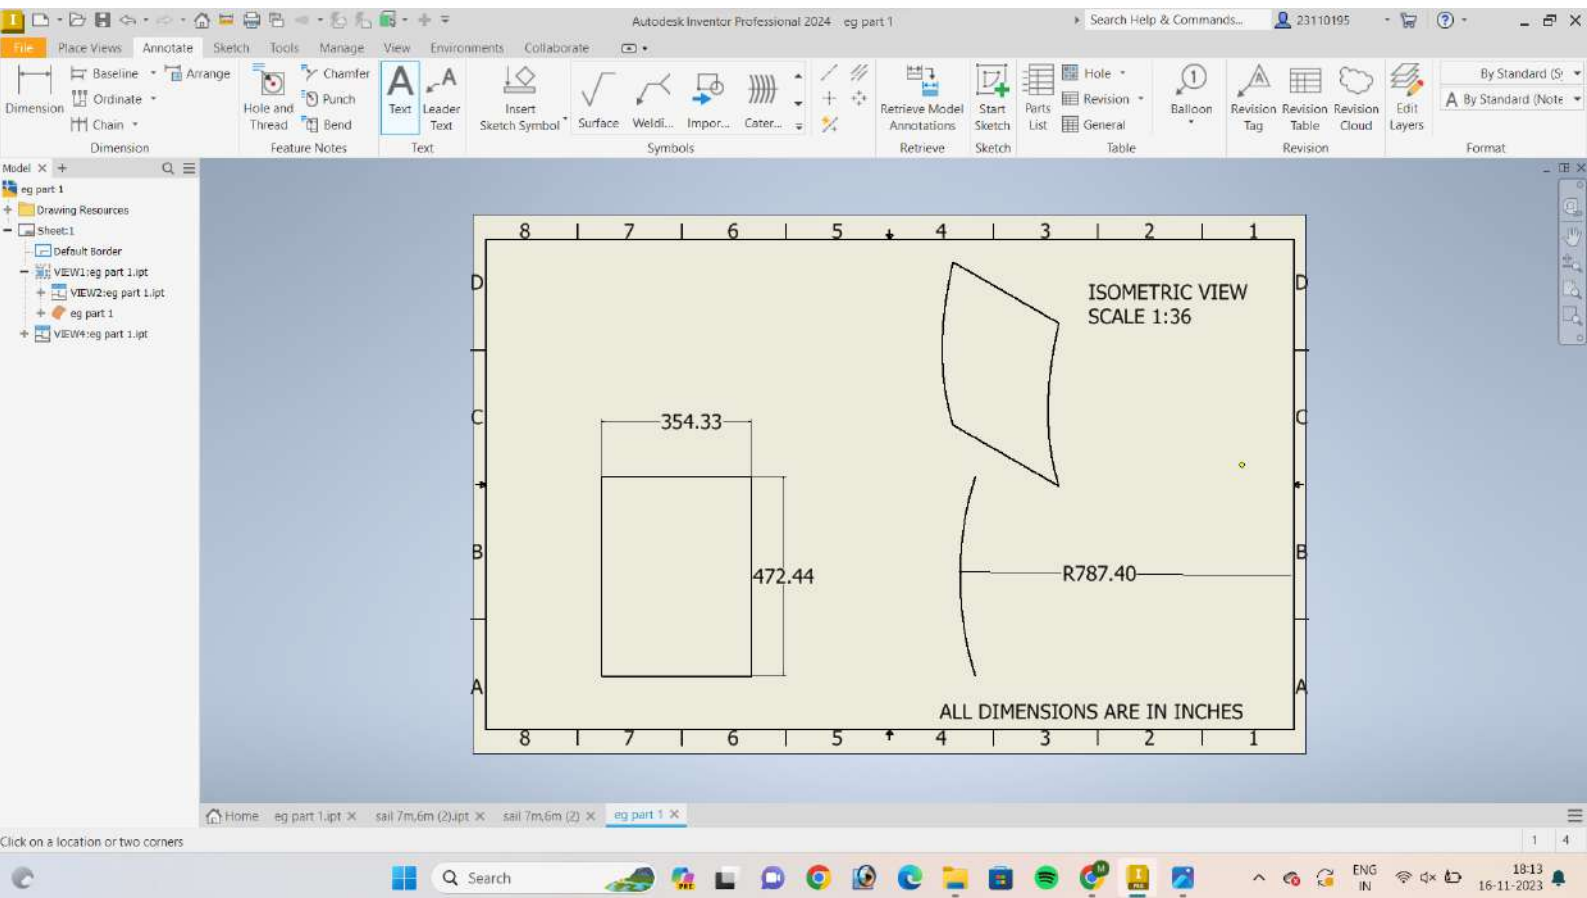 Autodesk Inventor Professional 2024 eg part 1
Search Help & Commands...
23110195
File Place Views Annotate Sketch Tools Manage View Environments Collaborate
Dimension
Baseline
Ordinate
Chain
Arrange
Dimension
Hole and Thread
Chamfer
Punch
Bend
Feature Notes
Text
Leader Text
Text
Insert Sketch Symbol
Surface
Weldi...
Impor...
Cater...
Symbols
Retrieve Model Annotations
Retrieve
Start Sketch
Sketch
Parts List
Hole
Revision
General
Table
Balloon
Revision Tag
Revision Table
Revision Cloud
Revision
Edit Layers
By Standard (S
A By Standard (Note
Format
Model
eg part 1
Drawing Resources
Sheet:1
Default Border
VIEW1:eg part 1.ipt
VIEW2:eg part 1.ipt
eg part 1
VIEW4:eg part 1.ipt
8 7 6 5 4 3 2 1
D D
ISOMETRIC VIEW
SCALE 1:36
C C
354.33
B B
472.44
R787.40
A A
ALL DIMENSIONS ARE IN INCHES
8 7 6 5 4 3 2 1
Home eg part 1.ipt sail 7m,6m (2).ipt sail 7m,6m (2) eg part 1
Click on a location or two corners
1 4
Search
ENG
IN
18:13
16-11-2023